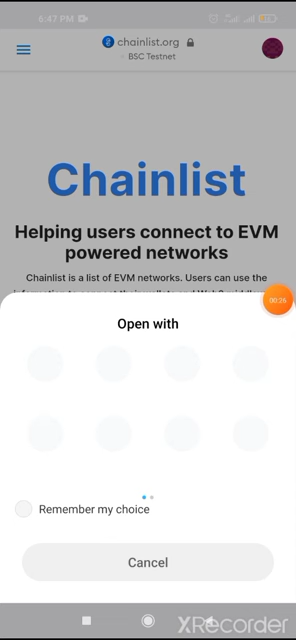 6:47 PM
chainlist.org
BSC Testnet
Chainlist
Helping users connect to EVM
powered networks
Chainlist is a list of EVM networks. Users can use the
00:26
Open with
Remember my choice
Cancel
XRecorder